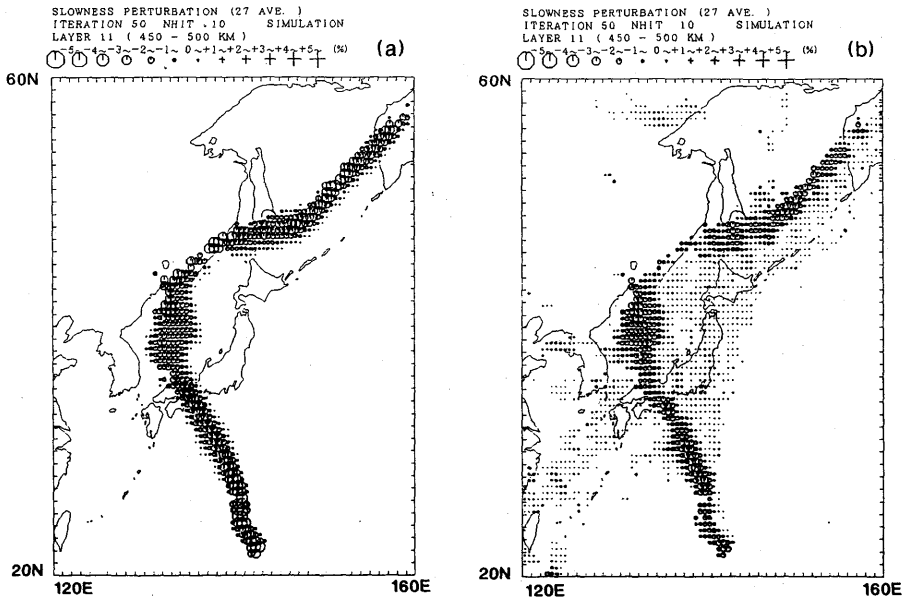 SLOWNESS PERTURBATION (27 AVE. )
ITERATION 50 NHIT .10 SIMULATION
LAYER 11 ( 450 - 500 KM)
-5~ -4~ -3~ -2~ -1~ 0~ +1~ +2~ +3~ +4~ +5~ (%)
(a)
60N
20N
120E
160E
SLOWNESS PERTURBATION (27 AVE. )
ITERATION 50 NHIT 10 SIMULATION
LAYER 11 ( 450 - 500 KM)
-5~ -4~ -3~ -2~ -1~ 0~ +1~ +2~ +3~ +4~ +5~ (%)
(b)
60N
20N
120E
160E